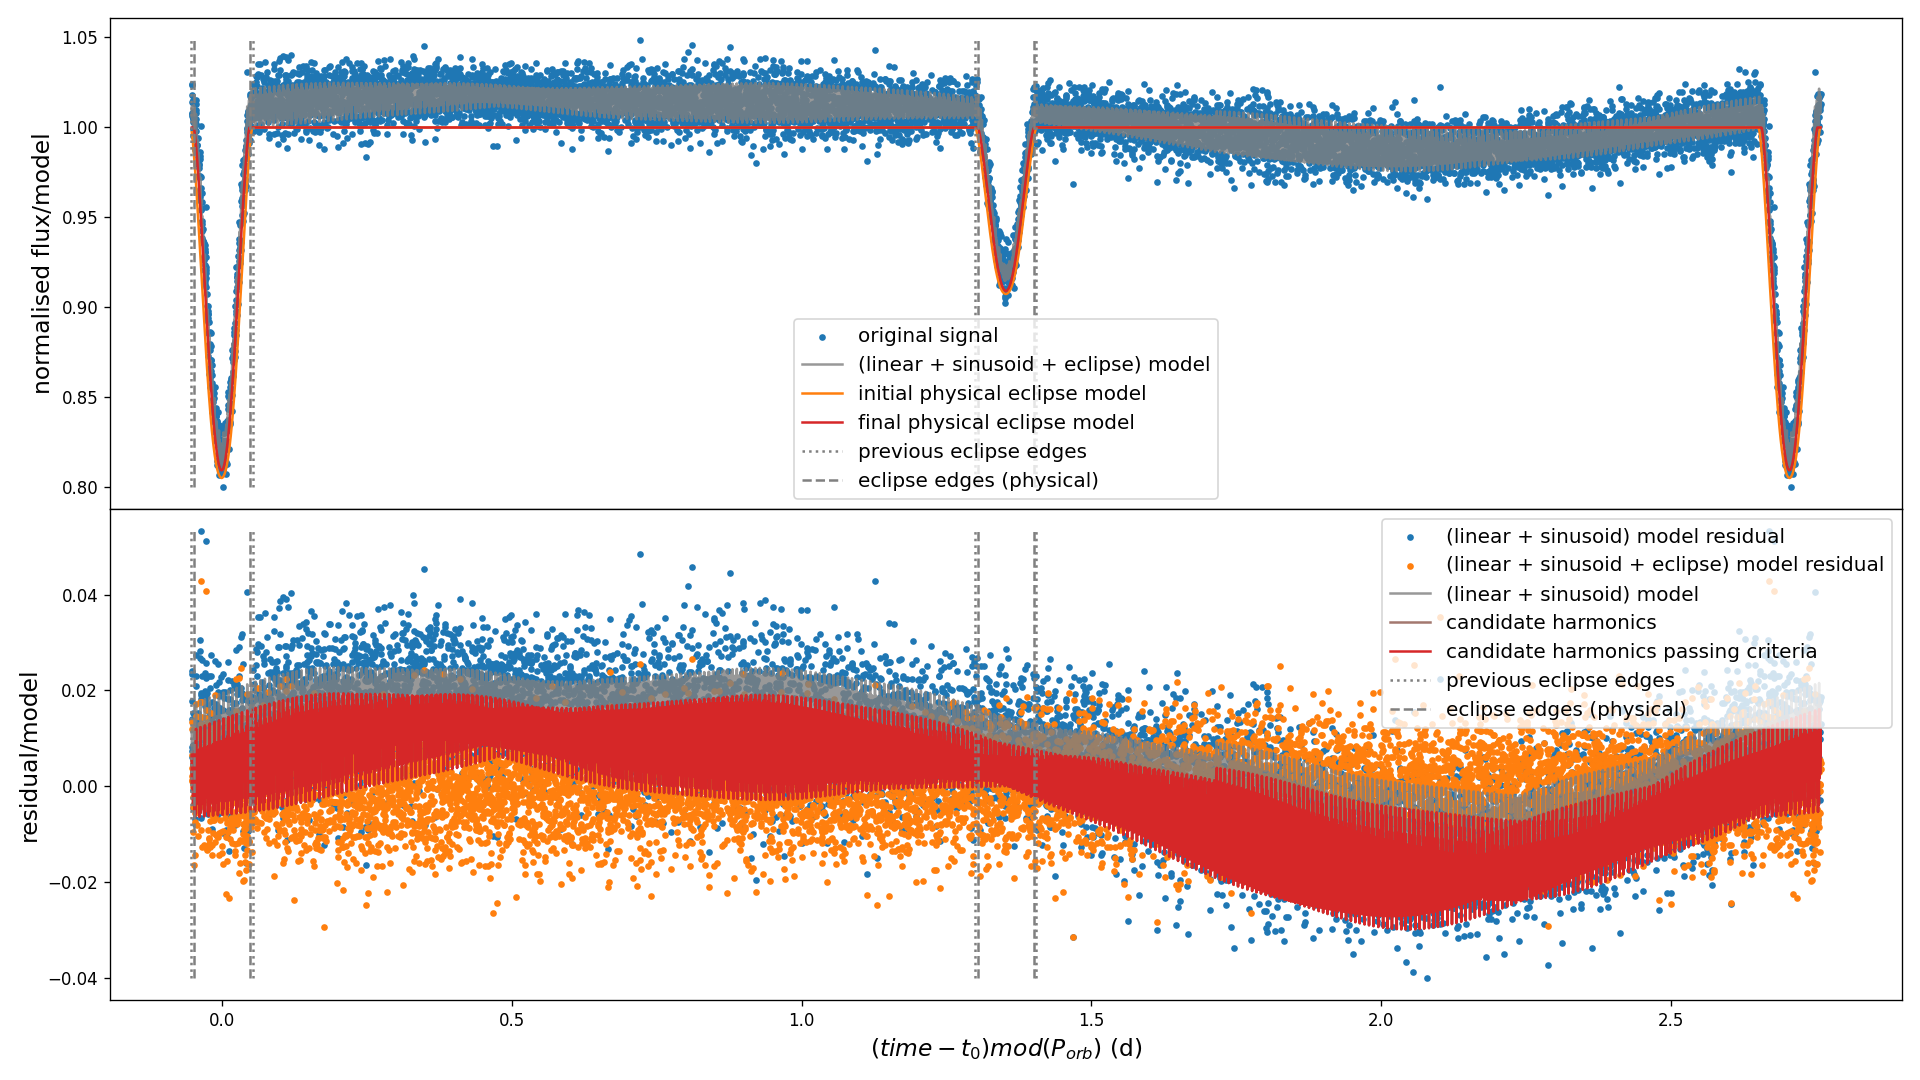 1.05
1.00
0.95
0.90
0.85
0.80
normalised flux/model
original signal
(linear + sinusoid + eclipse) model
initial physical eclipse model
final physical eclipse model
previous eclipse edges
eclipse edges (physical)
(linear + sinusoid) model residual
(linear + sinusoid + eclipse) model residual
(linear + sinusoid) model
candidate harmonics
candidate harmonics passing criteria
previous eclipse edges
eclipse edges (physical)
0.04
0.02
0.00
−0.02
−0.04
residual/model
0.0 0.5 1.0 1.5 2.0 2.5
(time − t₀)mod(Pₒᵣb) (d)